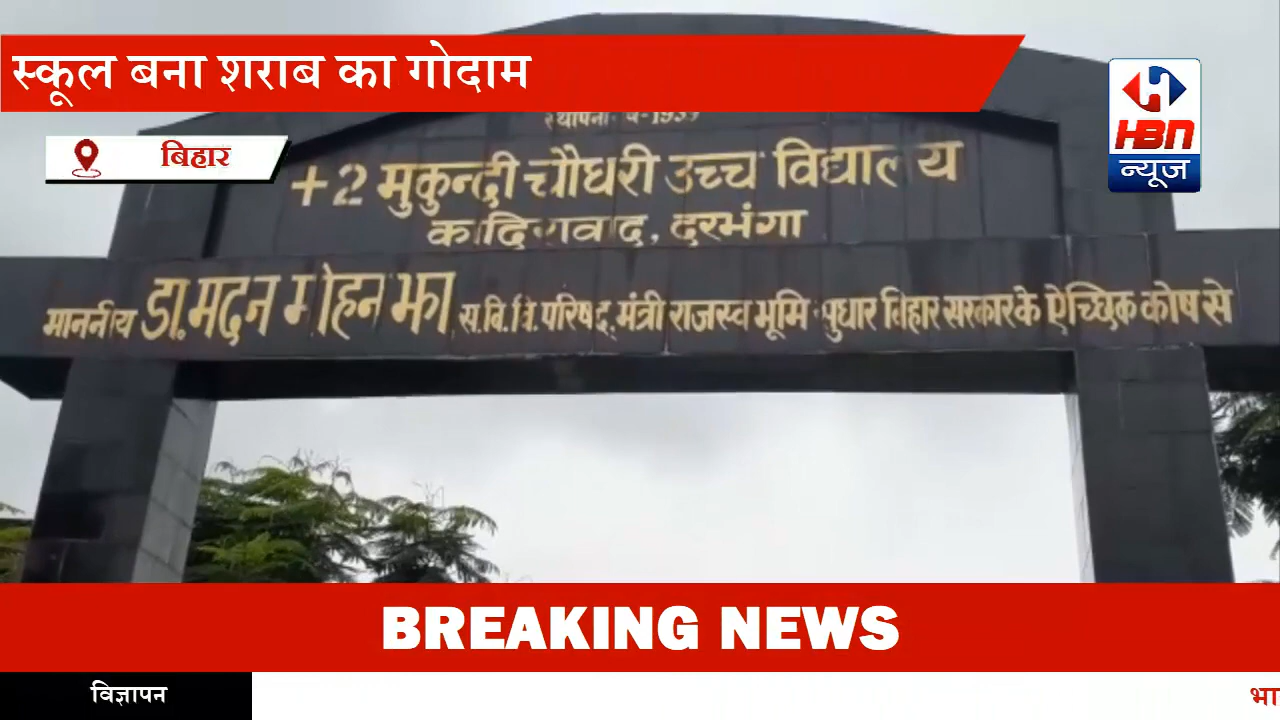 स्कूल बना शराब का गोदाम
HBN
न्यूज
बिहार
+2 मुकुन्दी चौधरी उच्च विद्यालय
कादिरावाद, दरभंगा
माननीय डा. मदन मोहन झा, स.वि.वि. परिषद्, मंत्री राजस्व भूमि सुधार बिहार सरकार के ऐच्छिक कोष से
BREAKING NEWS
विज्ञापन
भा